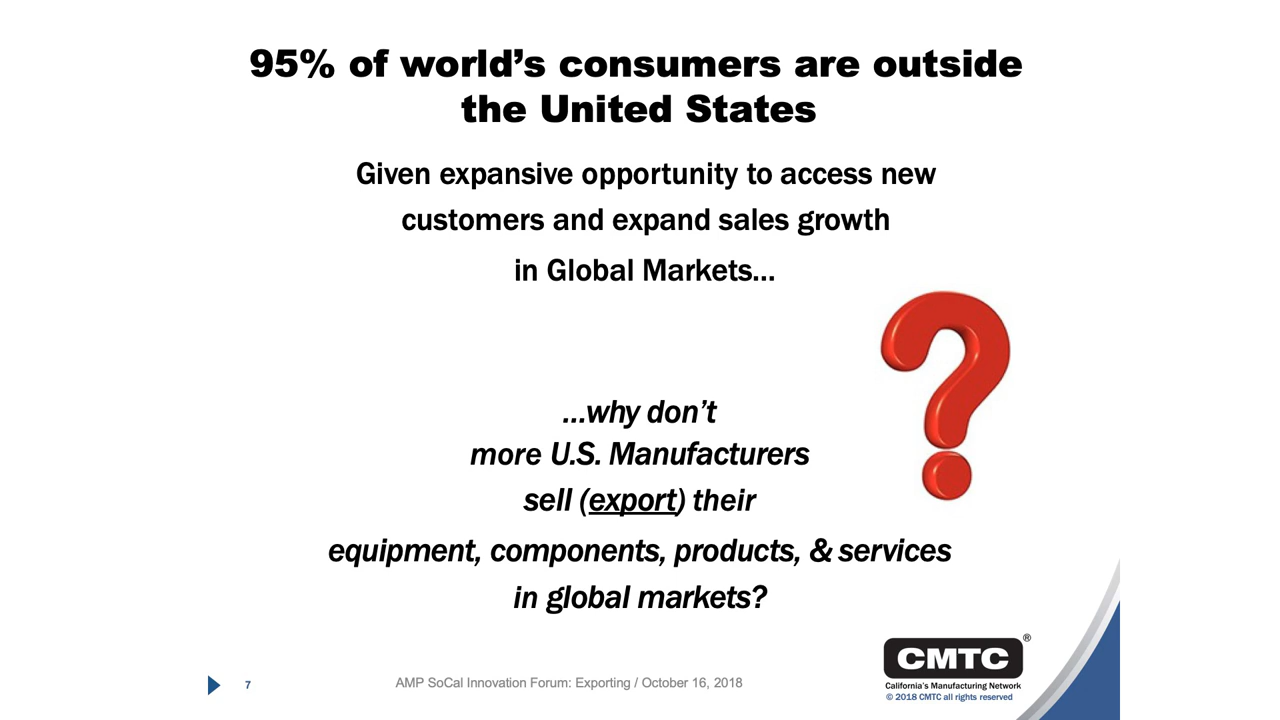 95% of world’s consumers are outside
the United States
Given expansive opportunity to access new
customers and expand sales growth
in Global Markets…
?
…why don’t
more U.S. Manufacturers
sell (export) their
equipment, components, products, & services
in global markets?
7
AMP SoCal Innovation Forum: Exporting / October 16, 2018
CMTC®
California’s Manufacturing Network
© 2018 CMTC all rights reserved